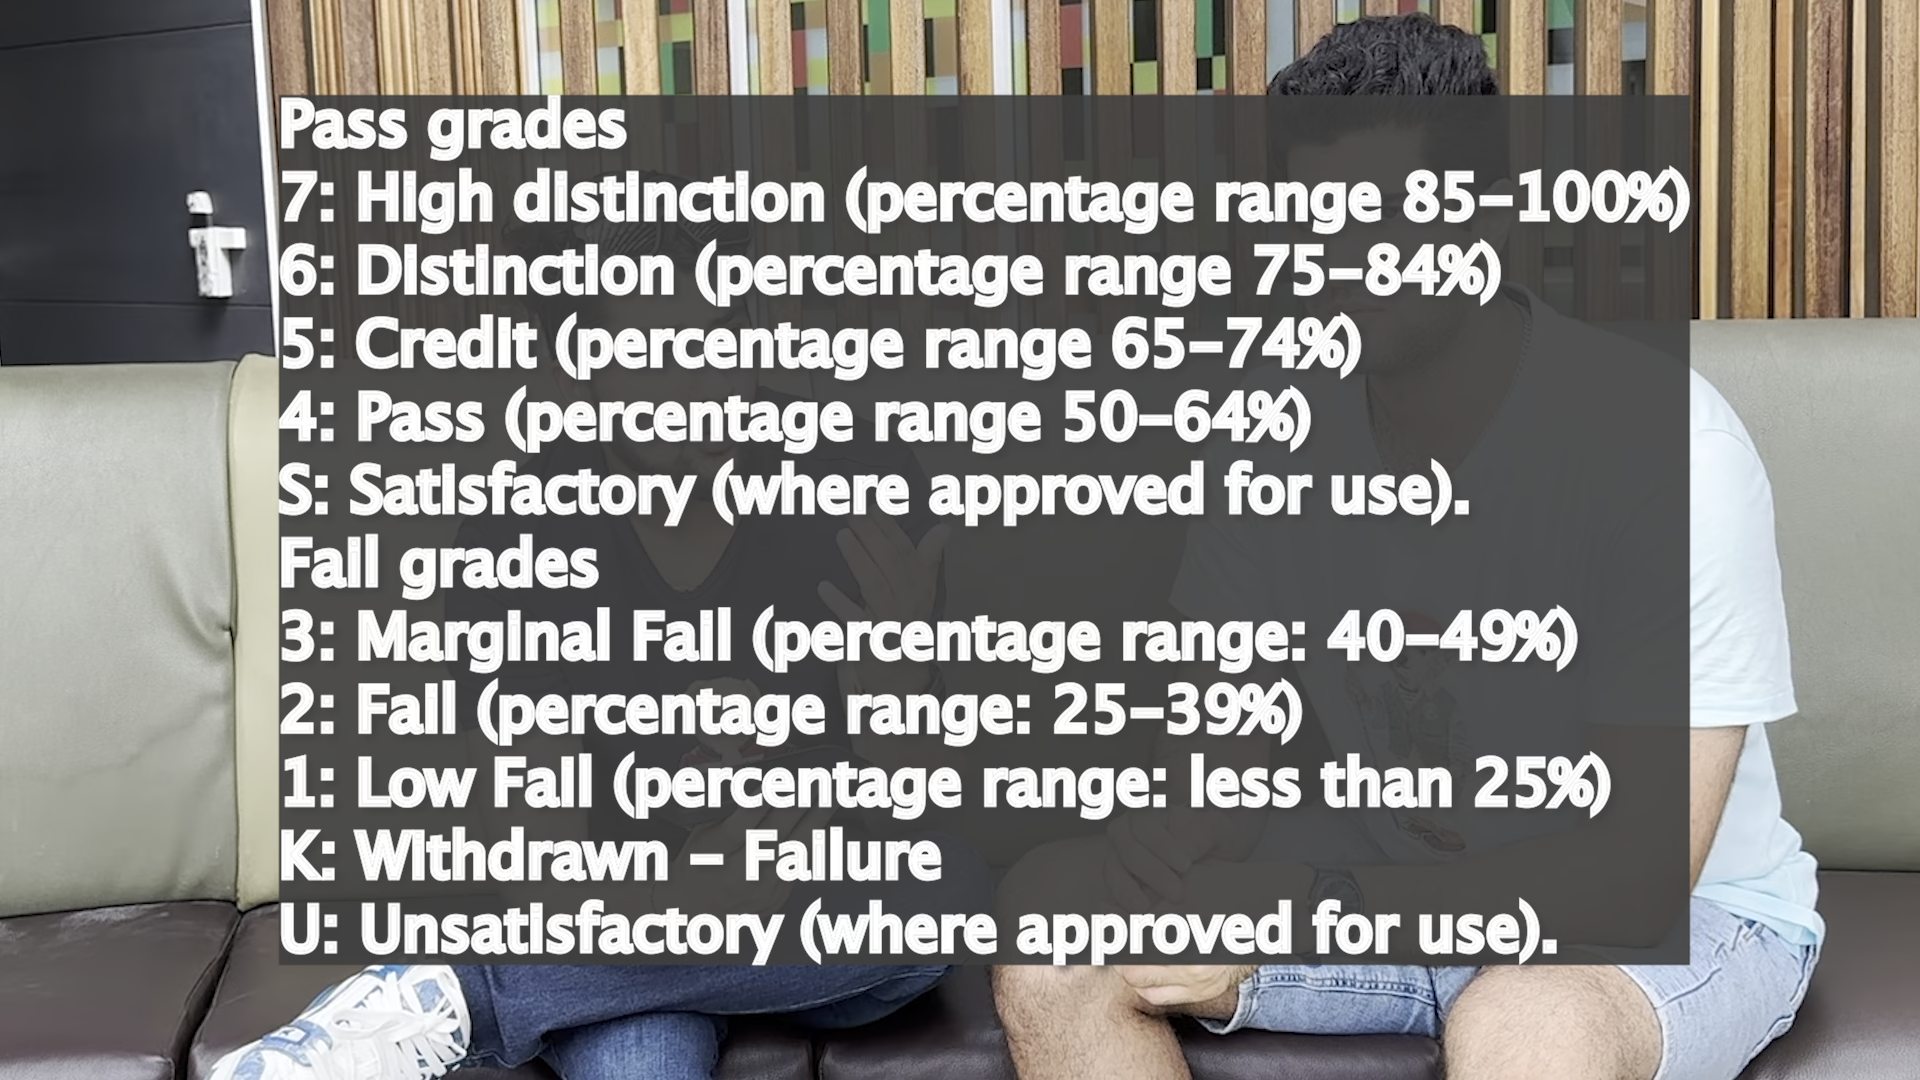 Pass grades
7: High distinction (percentage range 85–100%)
6: Distinction (percentage range 75–84%)
5: Credit (percentage range 65–74%)
4: Pass (percentage range 50–64%)
S: Satisfactory (where approved for use).
Fail grades
3: Marginal Fail (percentage range: 40–49%)
2: Fail (percentage range: 25–39%)
1: Low Fail (percentage range: less than 25%)
K: Withdrawn – Failure
U: Unsatisfactory (where approved for use).